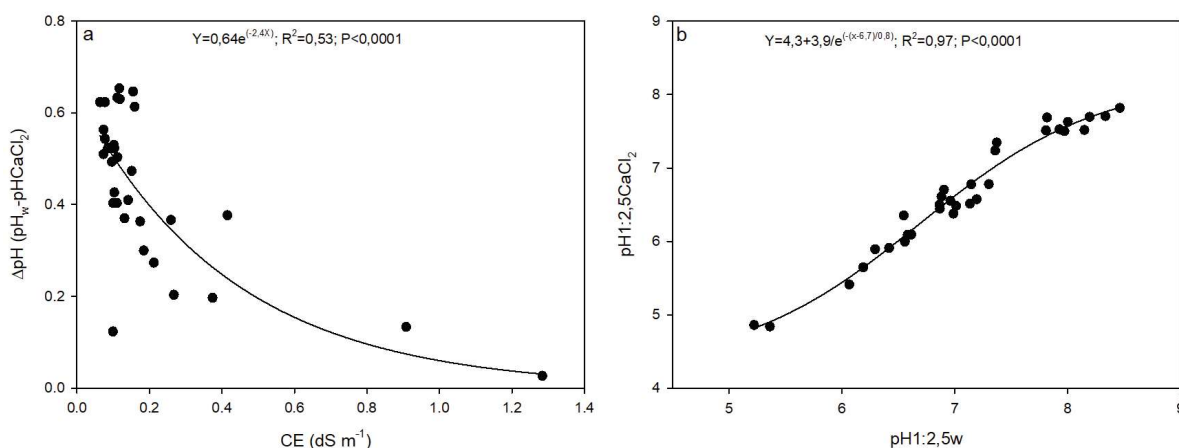 a
Y=0,64e(-2,4X); R2=0,53; P<0,0001
ΔpH (pHw-pHCaCl2)
0.8
0.6
0.4
0.2
0.0
0.0 0.2 0.4 0.6 0.8 1.0 1.2 1.4
CE (dS m-1)
b
Y=4,3+3,9/e(-(x-6,7)/0,8); R2=0,97; P<0,0001
pH1:2,5CaCl2
9
8
7
6
5
4
5 6 7 8 9
pH1:2,5w